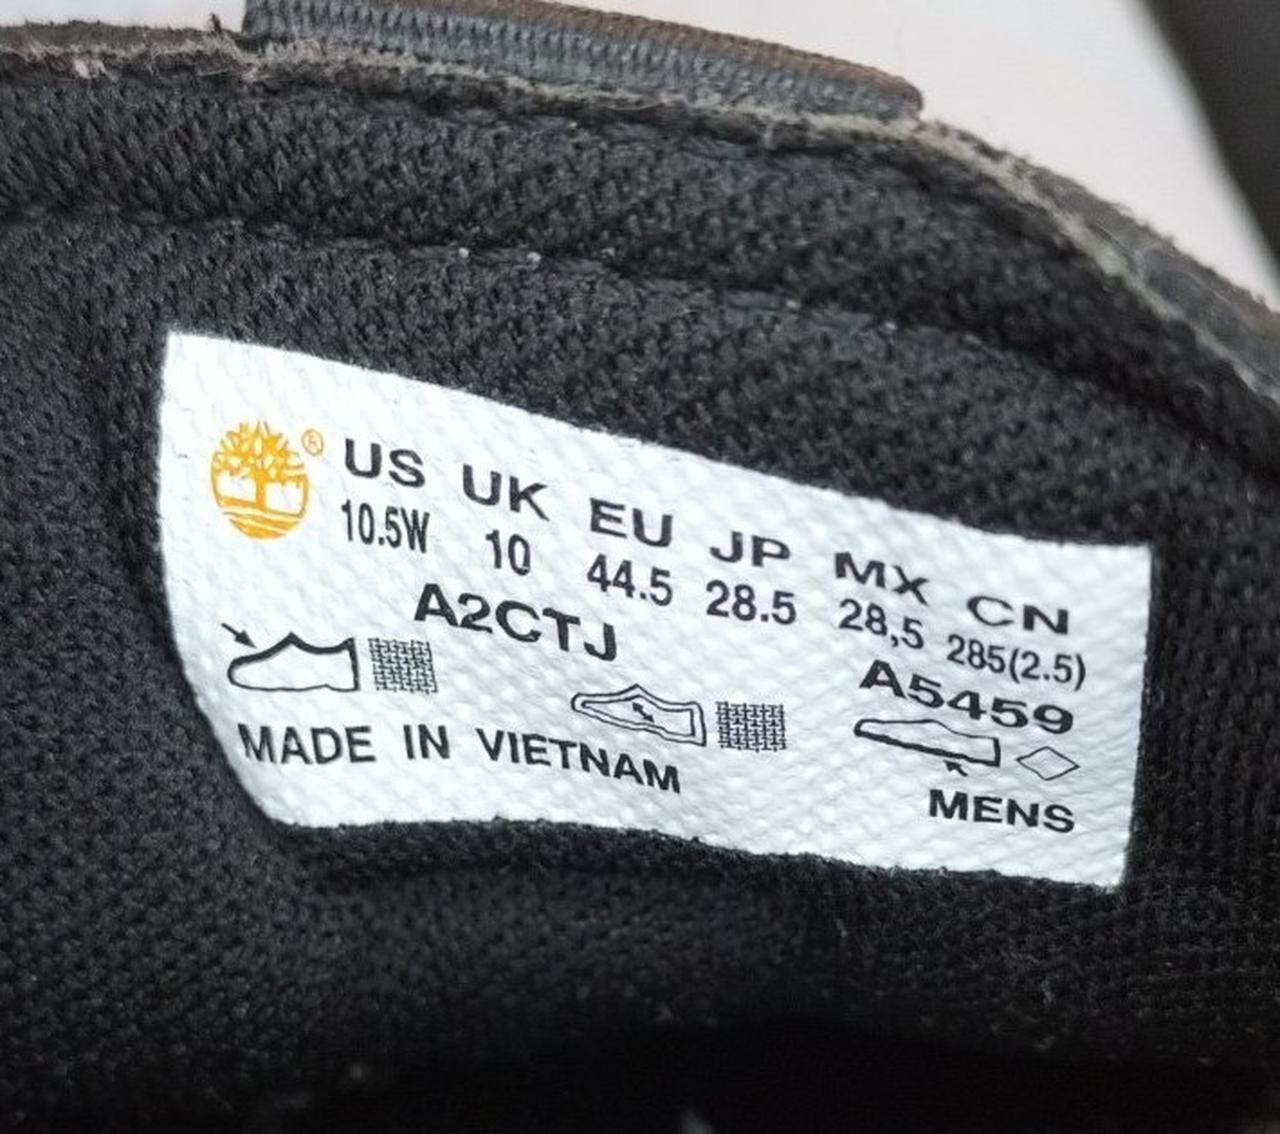 ® US UK EU JP MX CN
10.5W 10 44.5 28.5 28,5 285(2.5)
A2CTJ A5459
MADE IN VIETNAM MENS